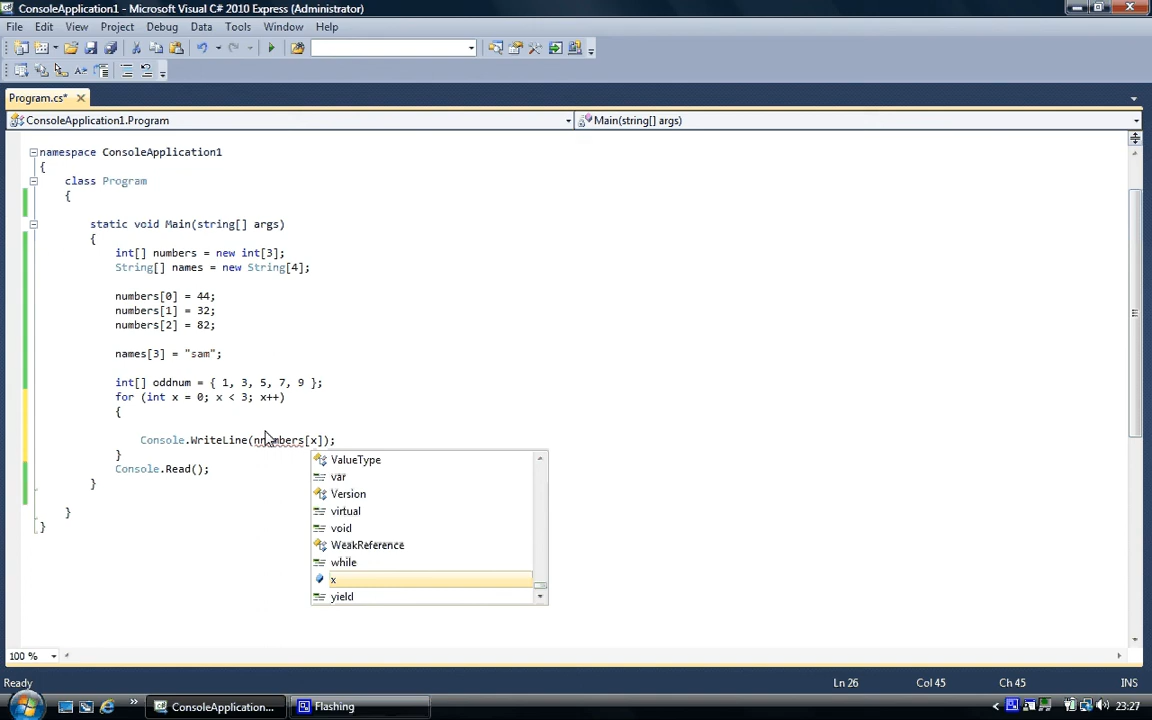 ConsoleApplication1 - Microsoft Visual C# 2010 Express (Administrator)
File Edit View Project Debug Data Tools Window Help
Program.cs*
ConsoleApplication1.Program Main(string[] args)
namespace ConsoleApplication1
{
class Program
{
static void Main(string[] args)
{
int[] numbers = new int[3];
String[] names = new String[4];
numbers[0] = 44;
numbers[1] = 32;
numbers[2] = 82;
names[3] = "sam";
int[] oddnum = { 1, 3, 5, 7, 9 };
for (int x = 0; x < 3; x++)
{
Console.WriteLine(nnumbers[x]);
}
Console.Read();
}
}
}
ValueType
var
Version
virtual
void
WeakReference
while
x
yield
100 %
Ready Ln 26 Col 45 Ch 45 INS
ConsoleApplication... Flashing 23:27